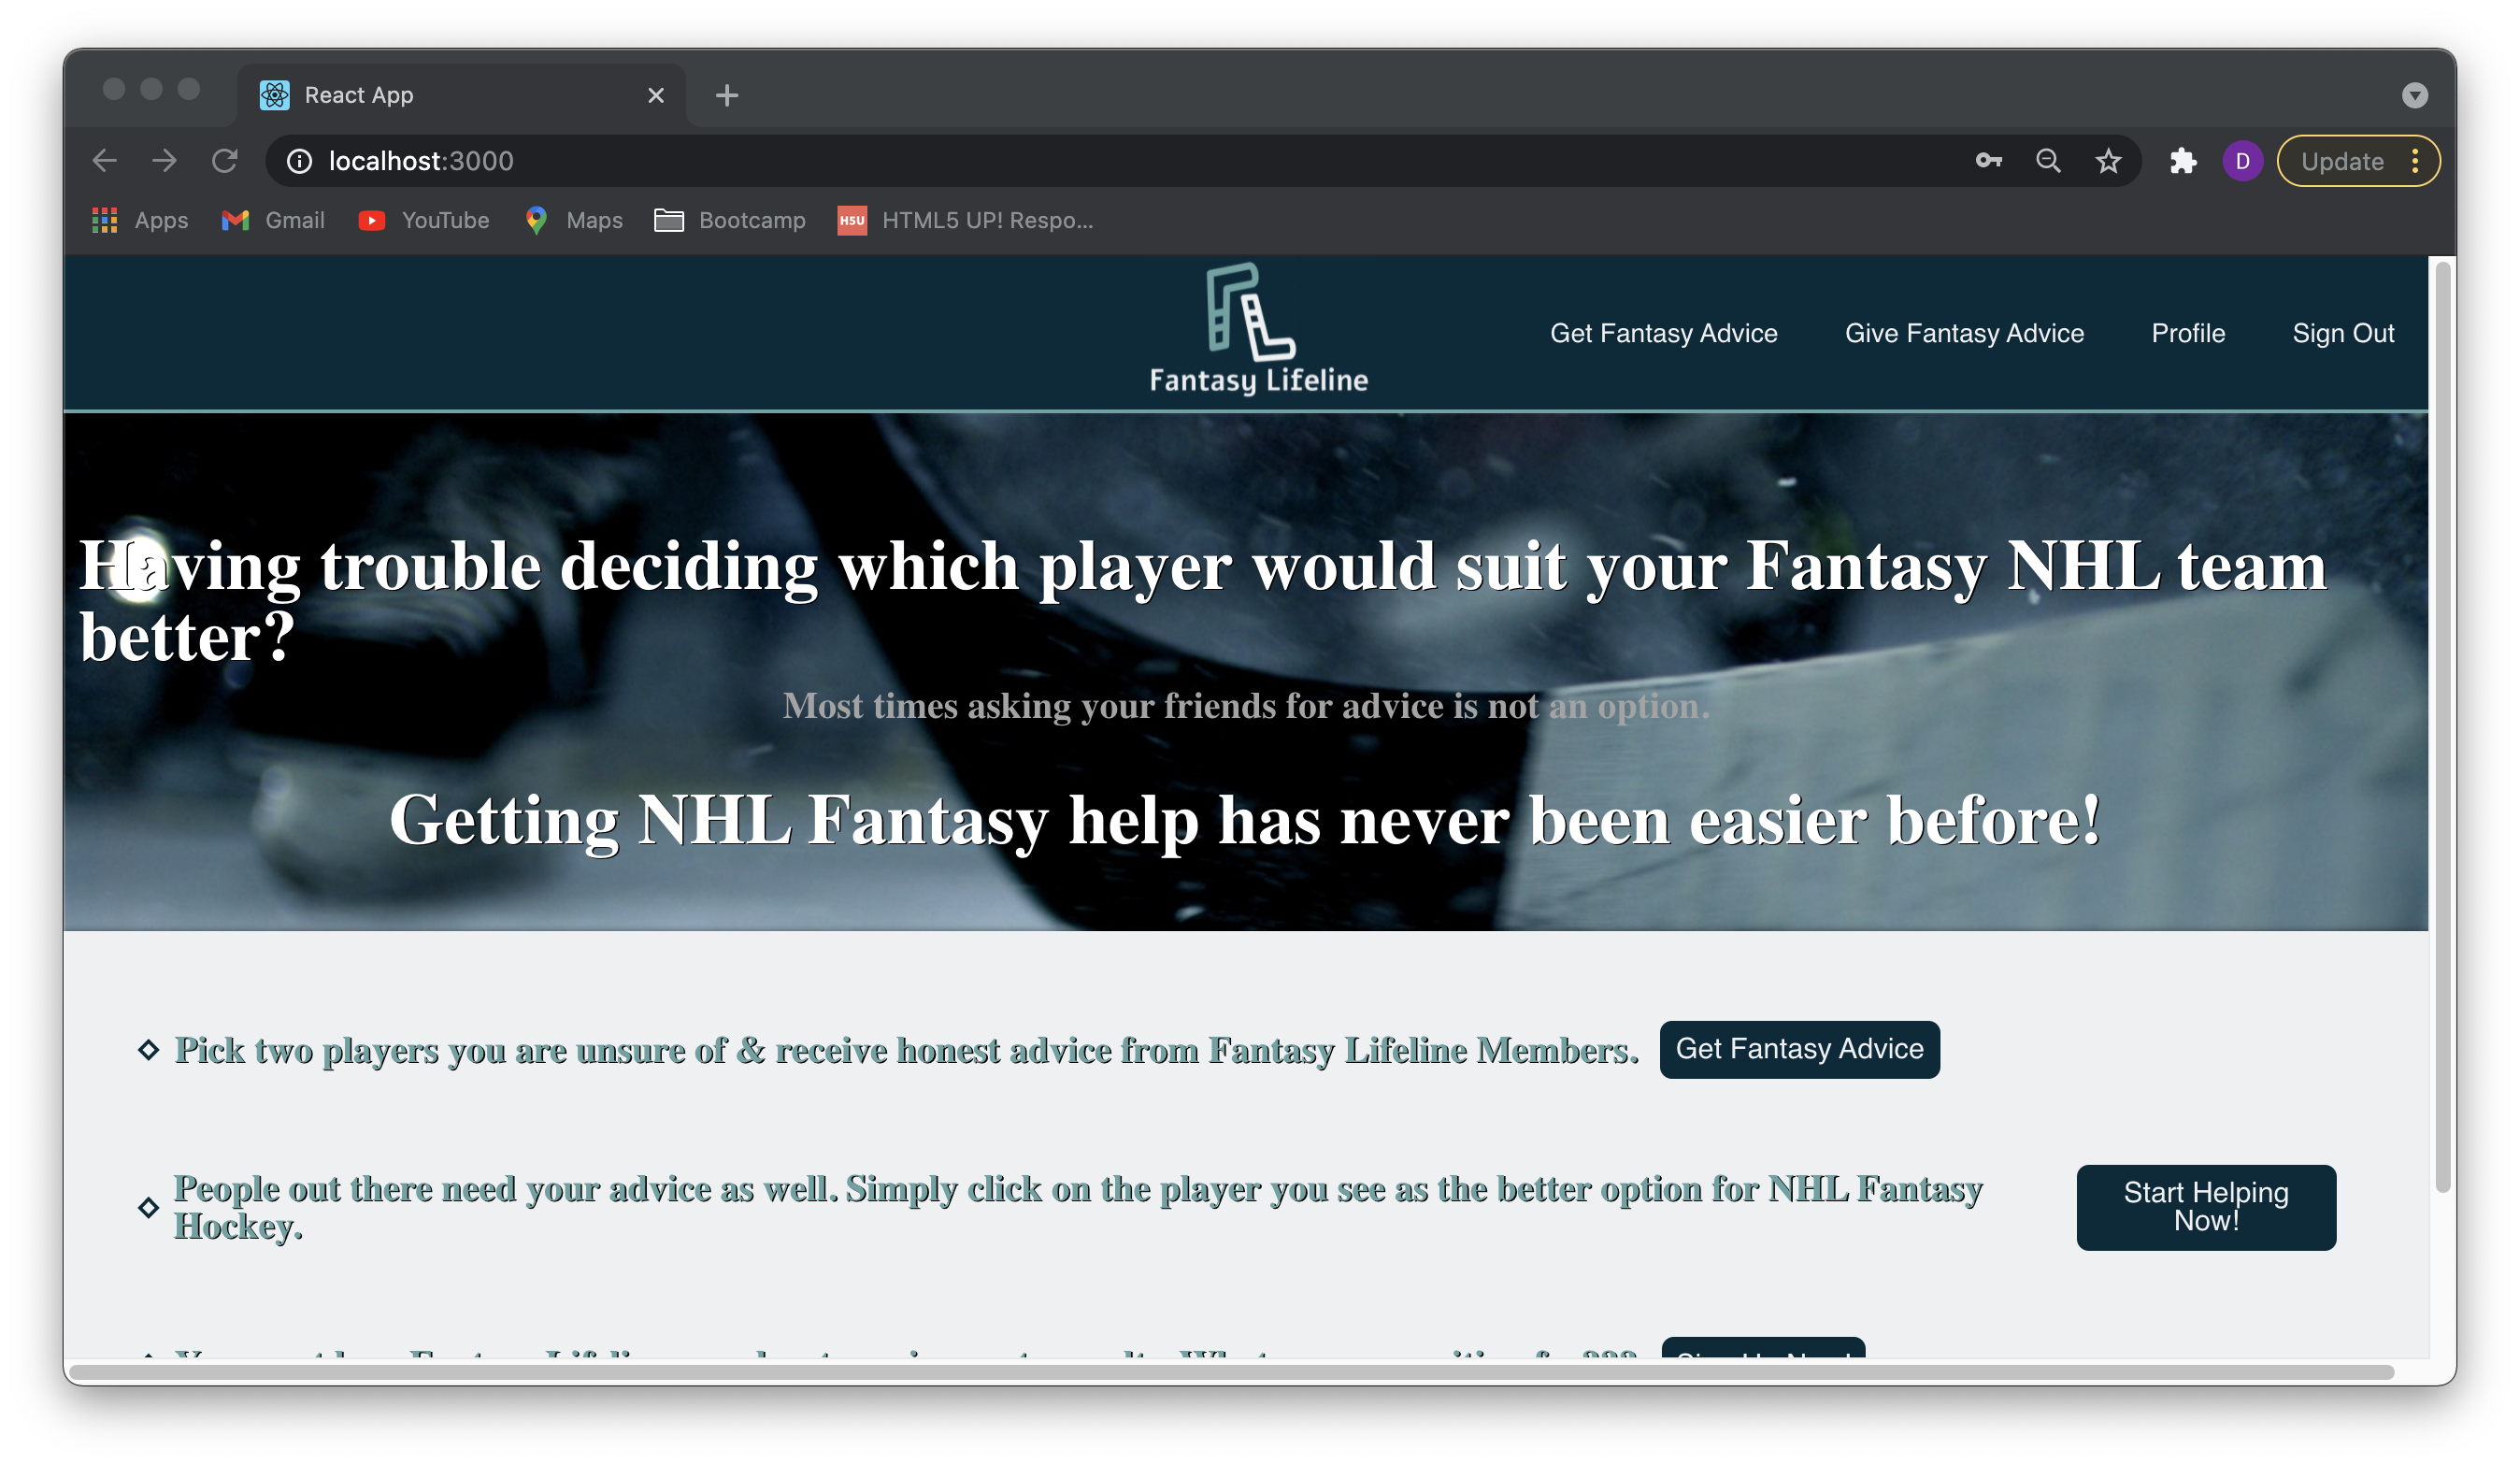 React App
localhost:3000
D
Update
Apps
Gmail
YouTube
Maps
Bootcamp
H5U
HTML5 UP! Respo...
Fantasy Lifeline
Get Fantasy Advice
Give Fantasy Advice
Profile
Sign Out
Having trouble deciding which player would suit your Fantasy NHL team
better?
Most times asking your friends for advice is not an option.
Getting NHL Fantasy help has never been easier before!
Pick two players you are unsure of & receive honest advice from Fantasy Lifeline Members.
Get Fantasy Advice
People out there need your advice as well. Simply click on the player you see as the better option for NHL Fantasy
Hockey.
Start Helping
Now!